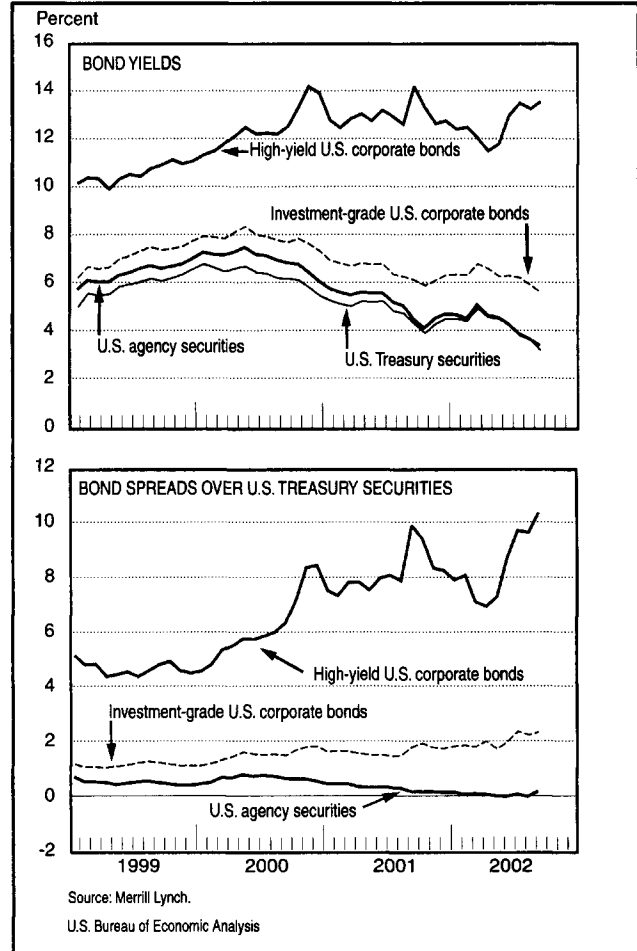 Percent
16
BOND YIELDS
14
12
High-yield U.S. corporate bonds
10
Investment-grade U.S. corporate bonds
8
6
U.S. agency securities
4
U.S. Treasury securities
2
0
12
BOND SPREADS OVER U.S. TREASURY SECURITIES
10
8
6
High-yield U.S. corporate bonds
4
Investment-grade U.S. corporate bonds
2
0
U.S. agency securities
-2
1999 2000 2001 2002
Source: Merrill Lynch.
U.S. Bureau of Economic Analysis